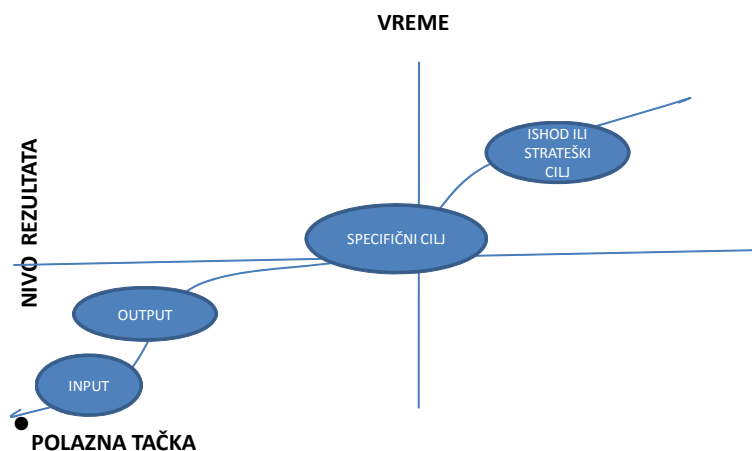 VREME
ISHOD ILI
STRATEŠKI
CILJ
NIVO REZULTATA
SPECIFIČNI CILJ
OUTPUT
INPUT
POLAZNA TAČKA